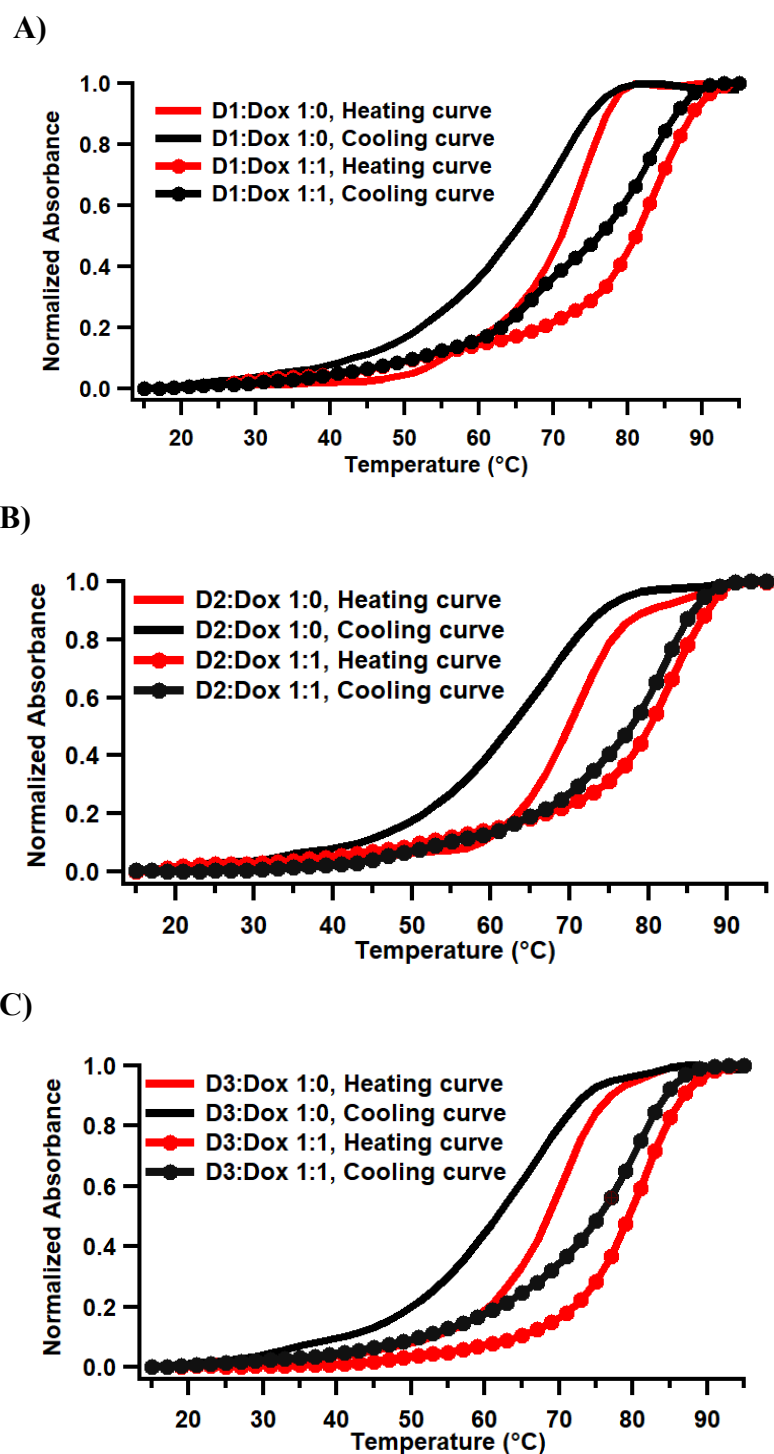 A)
1.0
0.8
0.6
0.4
0.2
0.0
Normalized Absorbance
D1:Dox 1:0, Heating curve
D1:Dox 1:0, Cooling curve
D1:Dox 1:1, Heating curve
D1:Dox 1:1, Cooling curve
20 30 40 50 60 70 80 90
Temperature (°C)
B)
1.0
0.8
0.6
0.4
0.2
0.0
Normalized Absorbance
D2:Dox 1:0, Heating curve
D2:Dox 1:0, Cooling curve
D2:Dox 1:1, Heating curve
D2:Dox 1:1, Cooling curve
20 30 40 50 60 70 80 90
Temperature (°C)
C)
1.0
0.8
0.6
0.4
0.2
0.0
Normalized Absorbance
D3:Dox 1:0, Heating curve
D3:Dox 1:0, Cooling curve
D3:Dox 1:1, Heating curve
D3:Dox 1:1, Cooling curve
20 30 40 50 60 70 80 90
Temperature (°C)